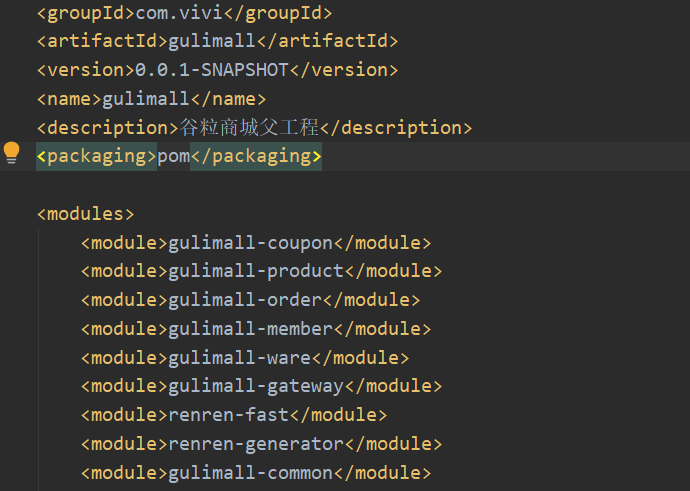 <groupId>com.vivi</groupId>
<artifactId>gulimall</artifactId>
<version>0.0.1-SNAPSHOT</version>
<name>gulimall</name>
<description>谷粒商城父工程</description>
<packaging>pom</packaging>
<modules>
<module>gulimall-coupon</module>
<module>gulimall-product</module>
<module>gulimall-order</module>
<module>gulimall-member</module>
<module>gulimall-ware</module>
<module>gulimall-gateway</module>
<module>renren-fast</module>
<module>renren-generator</module>
<module>gulimall-common</module>